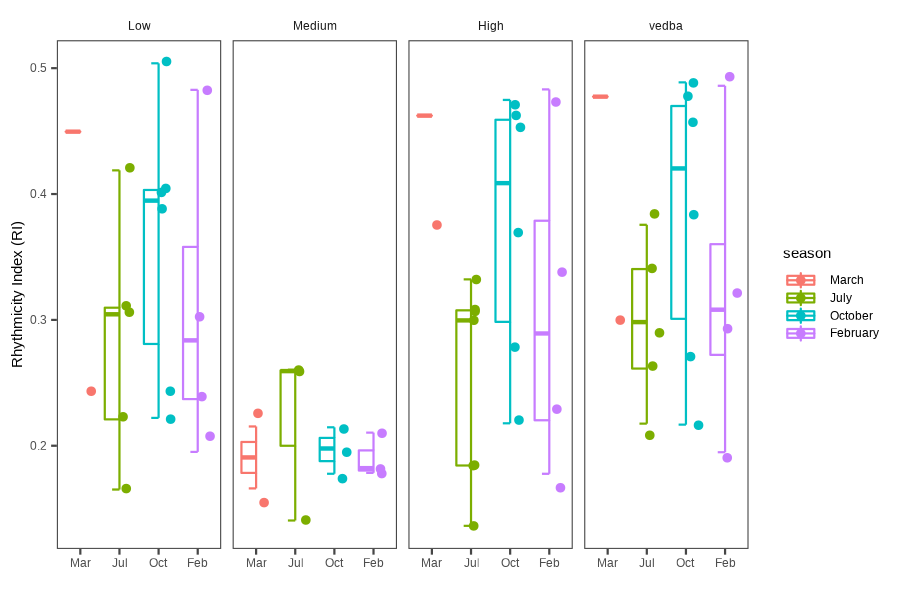 Low Medium High vedba
Rhythmicity Index (RI)
0.5
0.4
0.3
0.2
Mar Jul Oct Feb Mar Jul Oct Feb Mar Jul Oct Feb Mar Jul Oct Feb
season
March
July
October
February